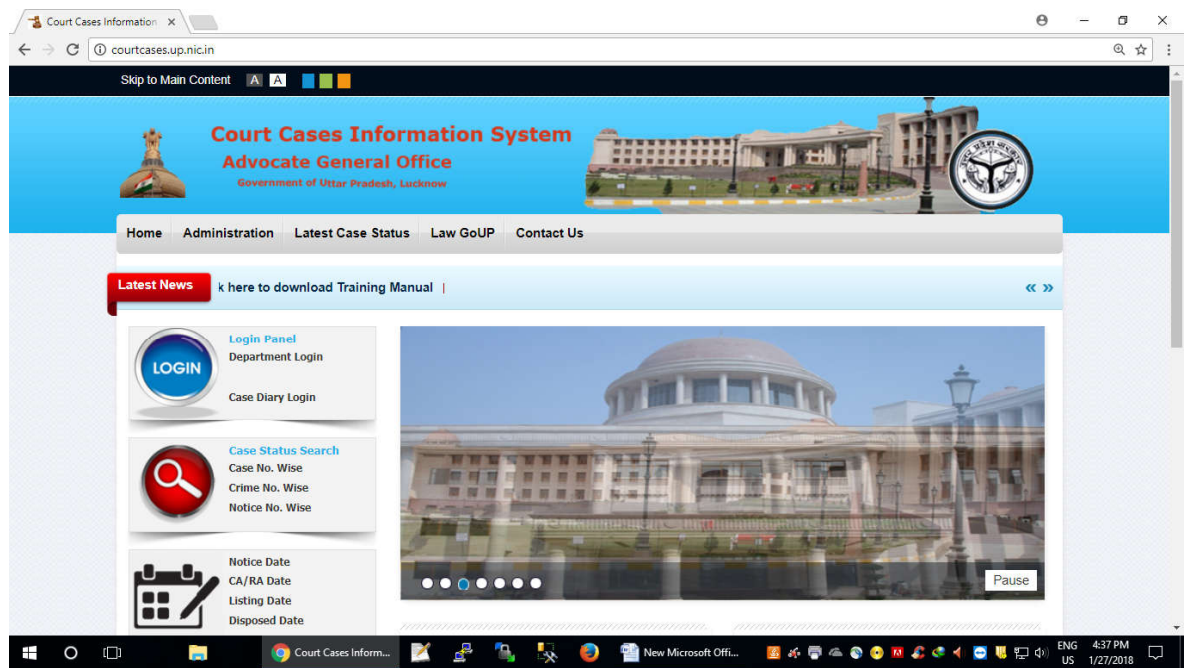 Court Cases Information
courtcases.up.nic.in
Skip to Main Content A A
Court Cases Information System
Advocate General Office
Government of Uttar Pradesh, Lucknow
Home Administration Latest Case Status Law GoUP Contact Us
Latest News k here to download Training Manual |
LOGIN
Login Panel
Department Login
Case Diary Login
Case Status Search
Case No. Wise
Crime No. Wise
Notice No. Wise
Notice Date
CA/RA Date
Listing Date
Disposed Date
Pause
Court Cases Inform...
New Microsoft Offi...
ENG
US
4:37 PM
1/27/2018